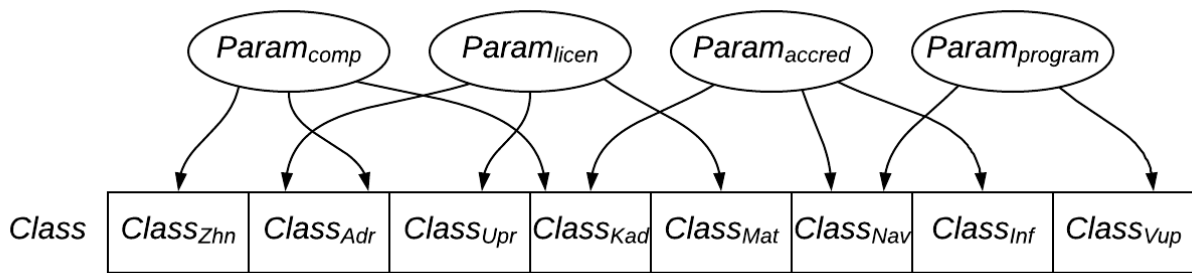 Param_comp Param_licen Param_accred Param_program
Class Class_Zhn Class_Adr Class_Upr Class_Kad Class_Mat Class_Nav Class_Inf Class_Vup